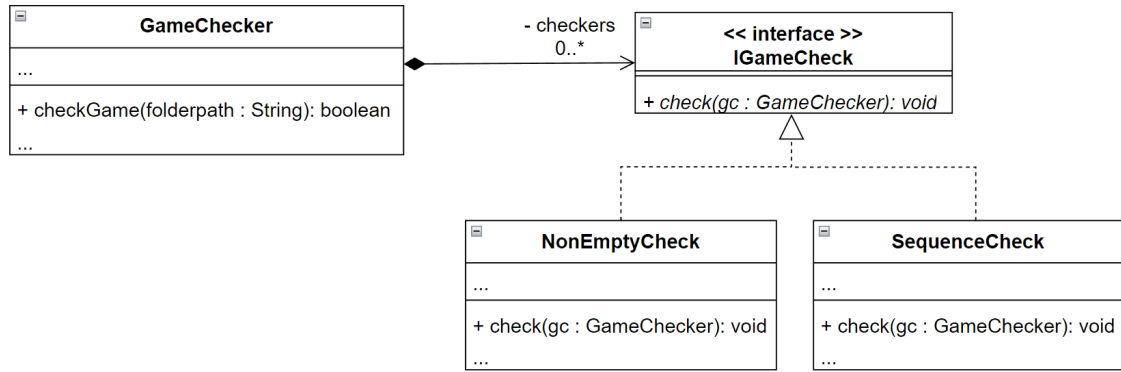 GameChecker
...
+ checkGame(folderpath : String): boolean
...
- checkers
0..*
<< interface >>
IGameCheck
+ check(gc : GameChecker): void
NonEmptyCheck
...
+ check(gc : GameChecker): void
...
SequenceCheck
...
+ check(gc : GameChecker): void
...